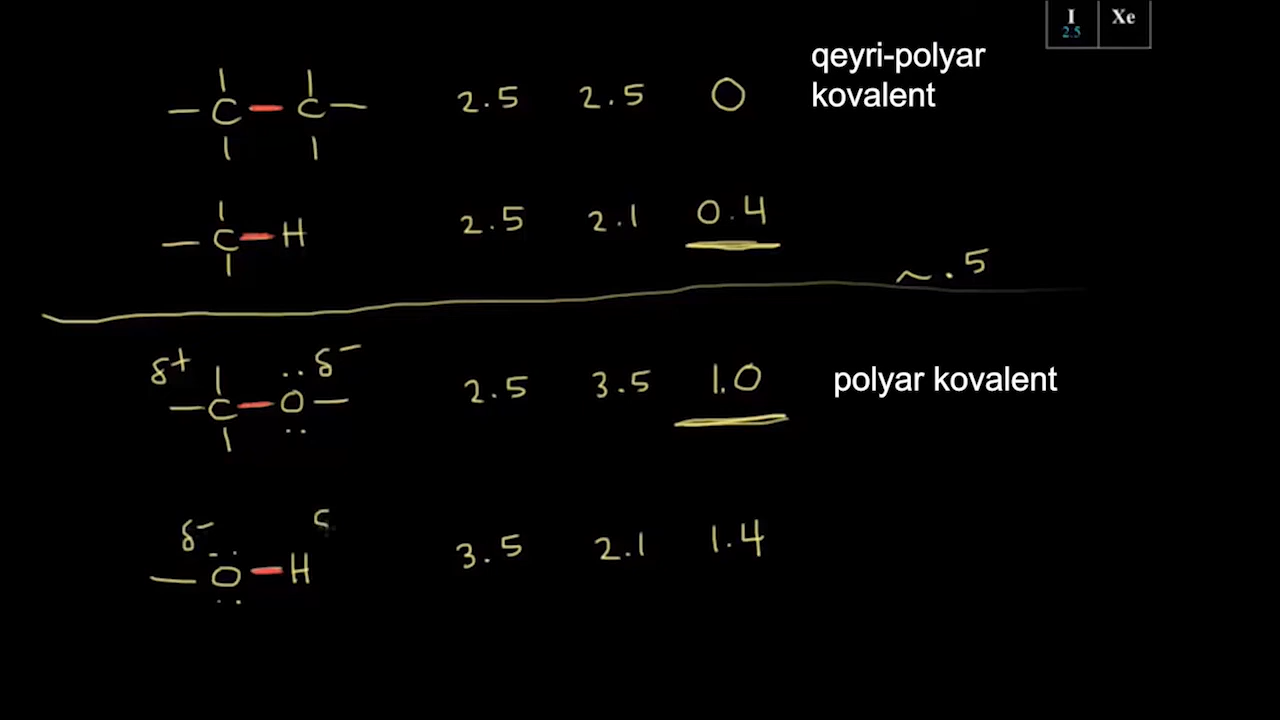 I Xe
2.5
qeyri-polyar
kovalent
C C 2.5 2.5 0
C H 2.5 2.1 0.4
~.5
δ+ δ-
C O 2.5 3.5 1.0 polyar kovalent
δ- δ
O H 3.5 2.1 1.4